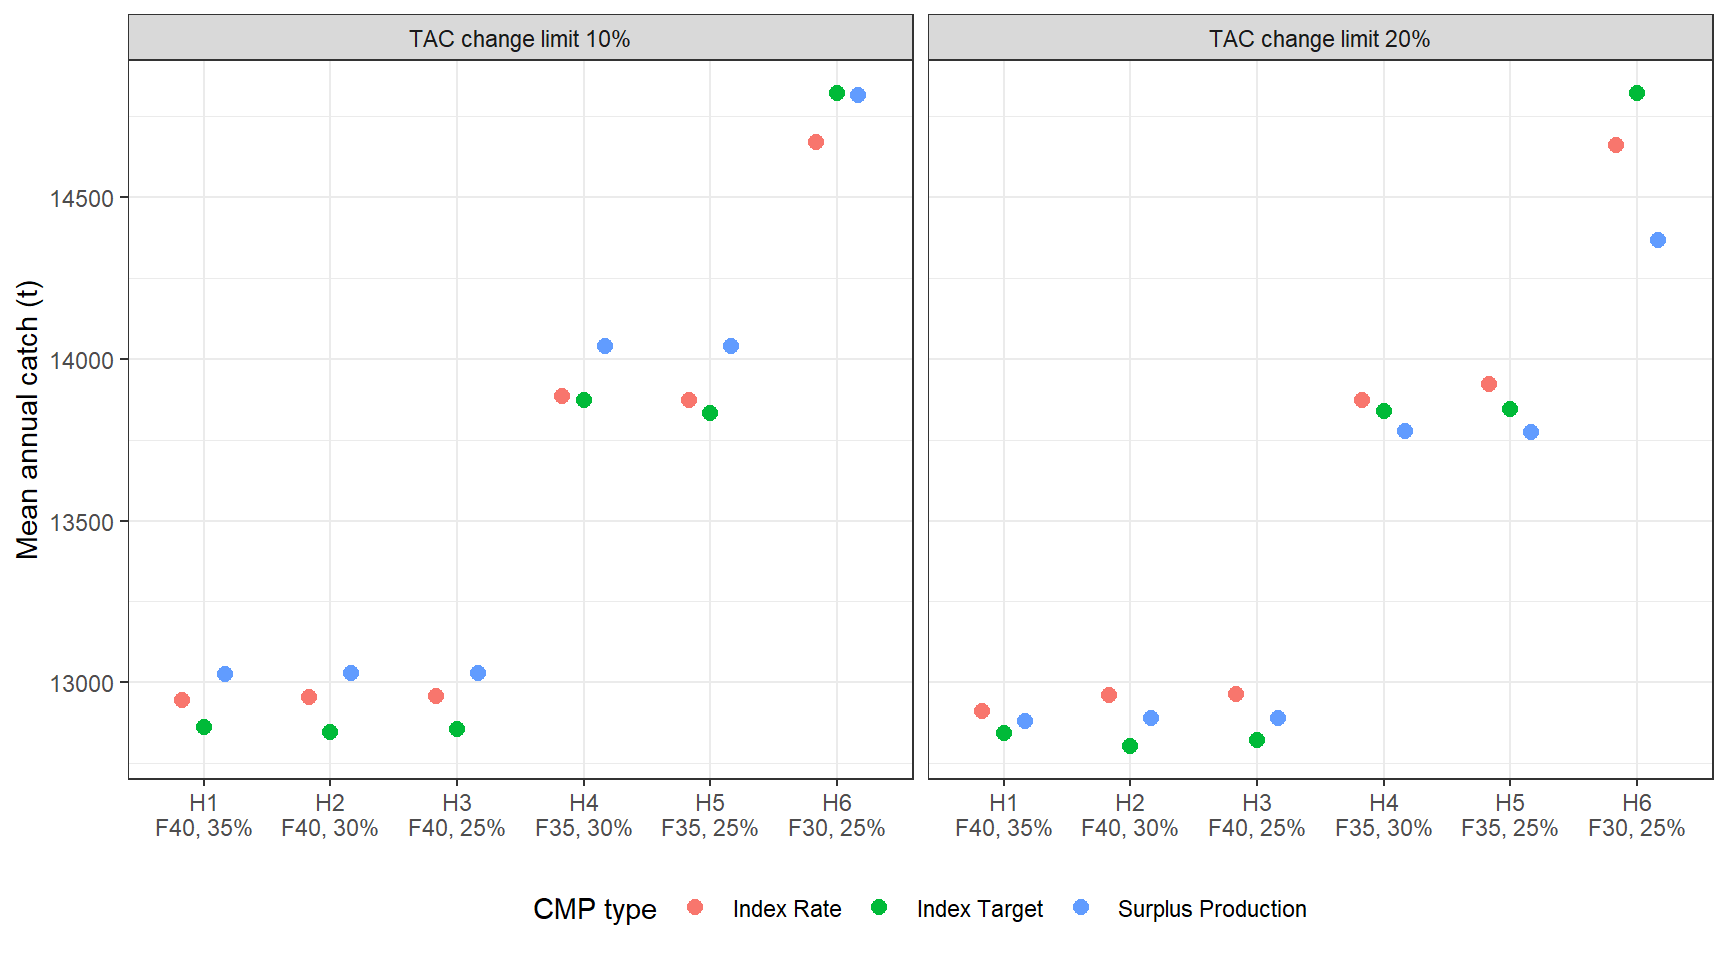 TAC change limit 10%
TAC change limit 20%
Mean annual catch (t)
14500
14000
13500
13000
H1 H2 H3 H4 H5 H6
F40, 35% F40, 30% F40, 25% F35, 30% F35, 25% F30, 25%
H1 H2 H3 H4 H5 H6
F40, 35% F40, 30% F40, 25% F35, 30% F35, 25% F30, 25%
CMP type Index Rate Index Target Surplus Production